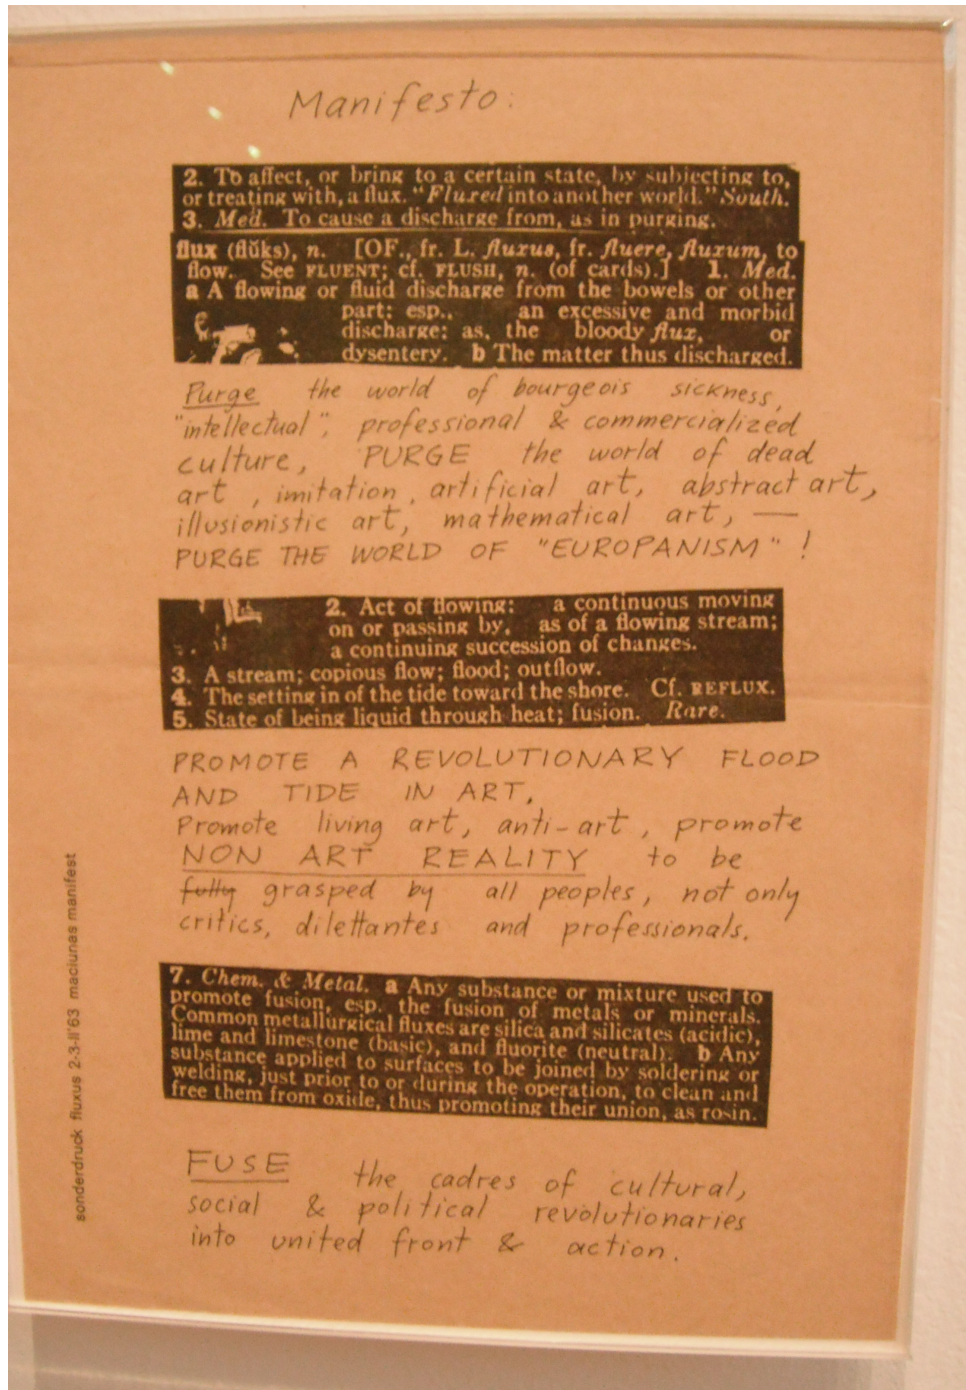 Manifesto:
2. To affect, or bring to a certain state, by subjecting to,
or treating with, a flux. "Fluxed into another world." South.
3. Med. To cause a discharge from, as in purging.
flux (flŭks), n. [OF., fr. L. fluxus, fr. fluere, fluxum, to
flow. See FLUENT; cf. FLUSH, n. (of cards).] 1. Med.
a A flowing or fluid discharge from the bowels or other
part: esp., an excessive and morbid
discharge: as, the bloody flux, or
dysentery. b The matter thus discharged.
Purge the world of bourgeois sickness,
"intellectual", professional & commercialized
culture, PURGE the world of dead
art, imitation, artificial art, abstract art,
illusionistic art, mathematical art, —
PURGE THE WORLD OF "EUROPANISM"!
2. Act of flowing: a continuous moving
on or passing by, as of a flowing stream;
a continuing succession of changes.
3. A stream; copious flow; flood; outflow.
4. The setting in of the tide toward the shore. Cf. REFLUX.
5. State of being liquid through heat; fusion. Rare.
PROMOTE A REVOLUTIONARY FLOOD
AND TIDE IN ART,
Promote living art, anti-art, promote
NON ART REALITY to be
fully grasped by all peoples, not only
critics, dilettantes and professionals.
7. Chem. & Metal. a Any substance or mixture used to
promote fusion, esp. the fusion of metals or minerals.
Common metallurgical fluxes are silica and silicates (acidic),
lime and limestone (basic), and fluorite (neutral). b Any
substance applied to surfaces to be joined by soldering or
welding, just prior to or during the operation, to clean and
free them from oxide, thus promoting their union, as rosin.
FUSE the cadres of cultural,
social & political revolutionaries
into united front & action.
sonderdruck fluxus 2-3-II'63 maciunas manifest